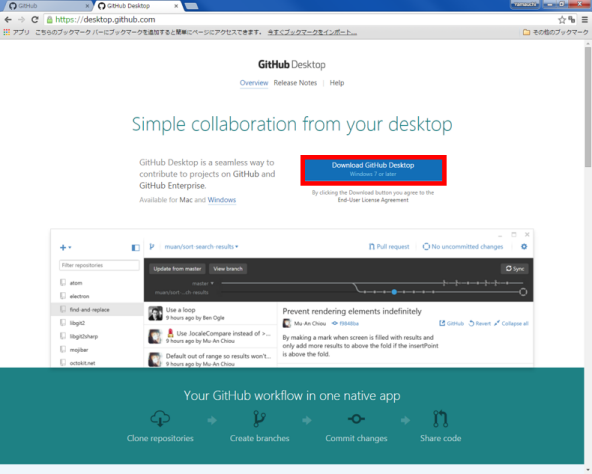 GitHub
GitHub Desktop
https://desktop.github.com
アプリ こちらのブックマーク バーにブックマークを追加すると簡単にページにアクセスできます。 今すぐブックマークをインポート...
その他のブックマーク
GitHub Desktop
Overview Release Notes Help
Simple collaboration from your desktop
GitHub Desktop is a seamless way to
contribute to projects on GitHub and
GitHub Enterprise.
Available for Mac and Windows
Download GitHub Desktop
Windows 7 or later
By clicking the Download button you agree to the
End-User License Agreement
muan/sort-search results
Pull request
No uncommitted changes
Filter repositories
Update from master
View branch
Sync
master
muan/sort-...ch results
atom
electron
find-and-replace
libgit2
libgit2sharp
mojibar
octokit.net
Use a loop
9 hours ago by Ben Ogle
Use .localeCompare instead of >...
9 hours ago by Mu-An Chiou
Default out of range so results won't...
9 hours ago by Mu-An Chiou
Prevent rendering elements indefinitely
Mu-An Chiou
GitHub Revert Collapse all
By making a mark when screen is filled with results and
only add more results to above the fold if the insertPoint
is above the fold.
Your GitHub workflow in one native app
Clone repositories
Create branches
Commit changes
Share code